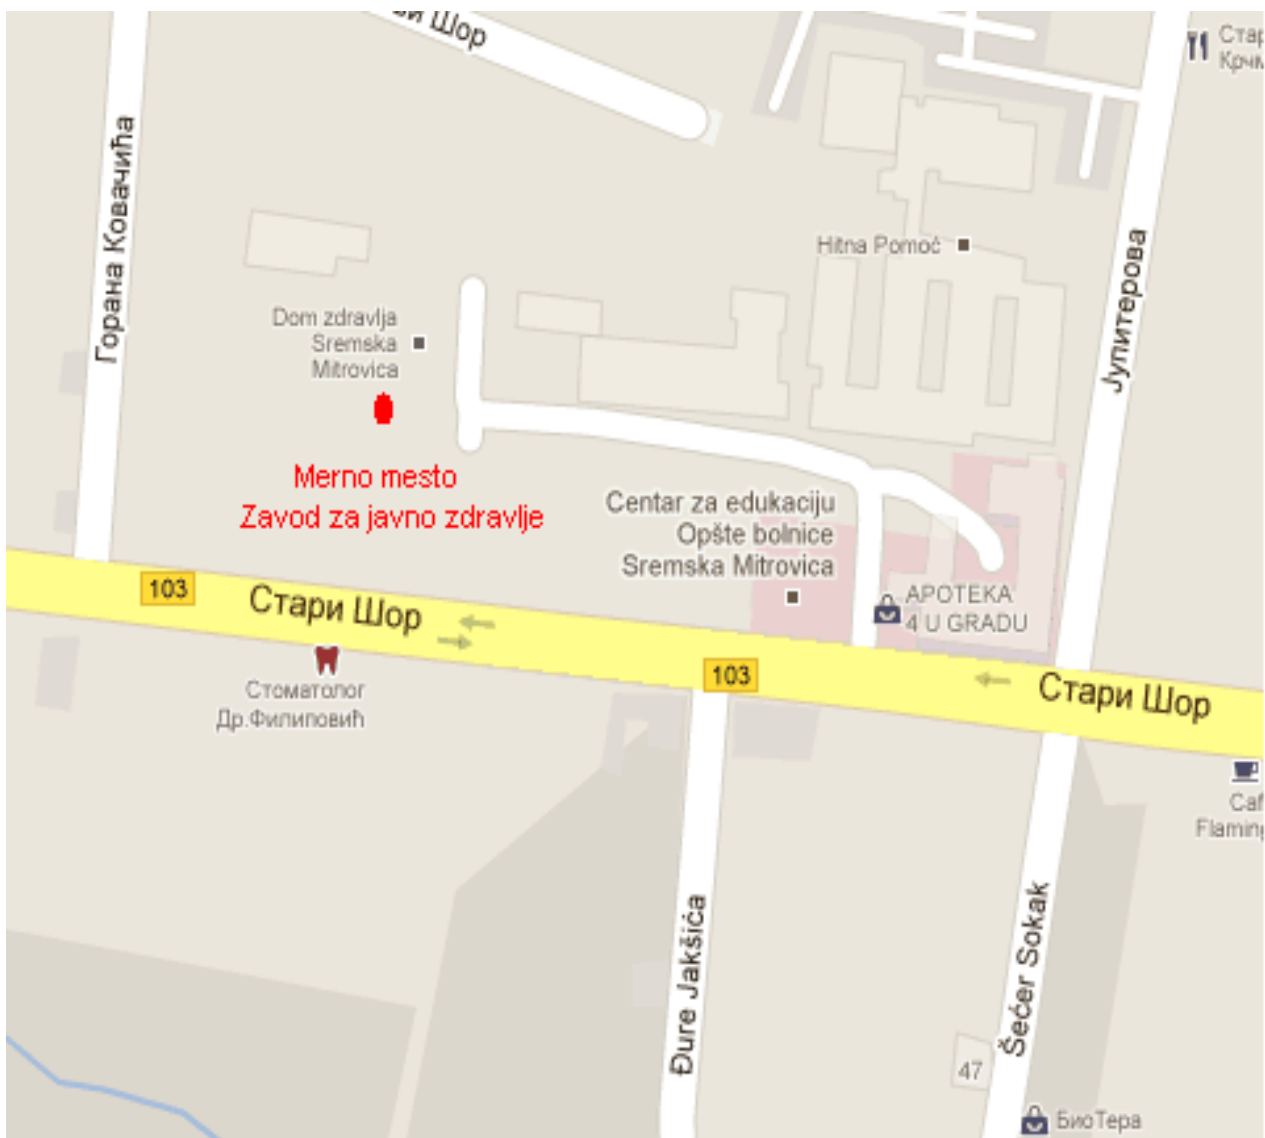 Шор
Стар
Крчм
Горана Ковачића
Hitna Pomoć
Јупитерова
Dom zdravlja
Sremska
Mitrovica
Merno mesto
Zavod za javno zdravlje
Centar za edukaciju
Opšte bolnice
Sremska Mitrovica
APOTEKA
4 U GRADU
103
Стари Шор
103
Стари Шор
Стоматолог
Др.Филиповић
Caf
Flaming
Đure Jakšića
Šećer Sokak
47
БиоТера